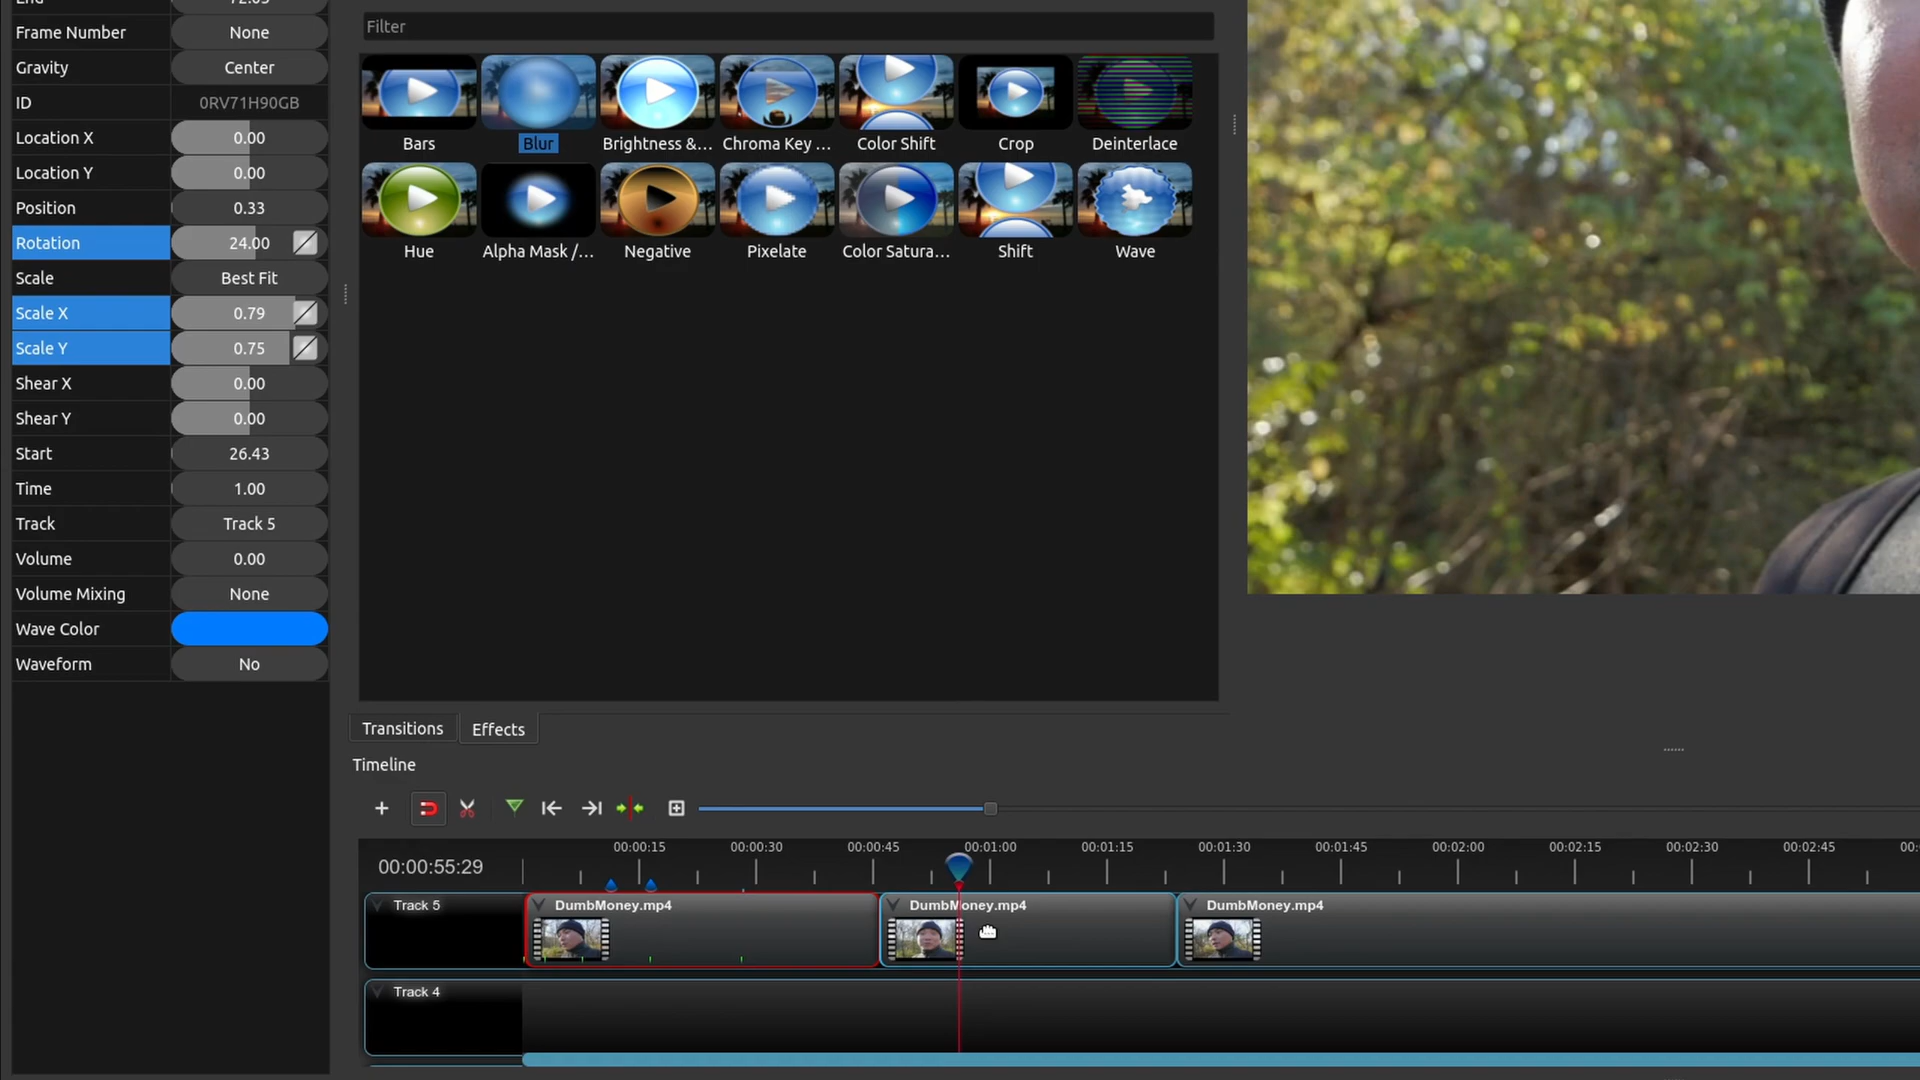 End 72.03
Frame Number None
Gravity Center
ID 0RV71H90GB
Location X 0.00
Location Y 0.00
Position 0.33
Rotation 24.00
Scale Best Fit
Scale X 0.79
Scale Y 0.75
Shear X 0.00
Shear Y 0.00
Start 26.43
Time 1.00
Track Track 5
Volume 0.00
Volume Mixing None
Wave Color
Waveform No
Filter
Bars Blur Brightness &... Chroma Key ... Color Shift Crop Deinterlace
Hue Alpha Mask /... Negative Pixelate Color Satura... Shift Wave
Transitions Effects
Timeline
00:00:55:29 00:00:15 00:00:30 00:00:45 00:01:00 00:01:15 00:01:30 00:01:45 00:02:00 00:02:15 00:02:30 00:02:45
Track 5 DumbMoney.mp4 DumbMoney.mp4 DumbMoney.mp4
Track 4